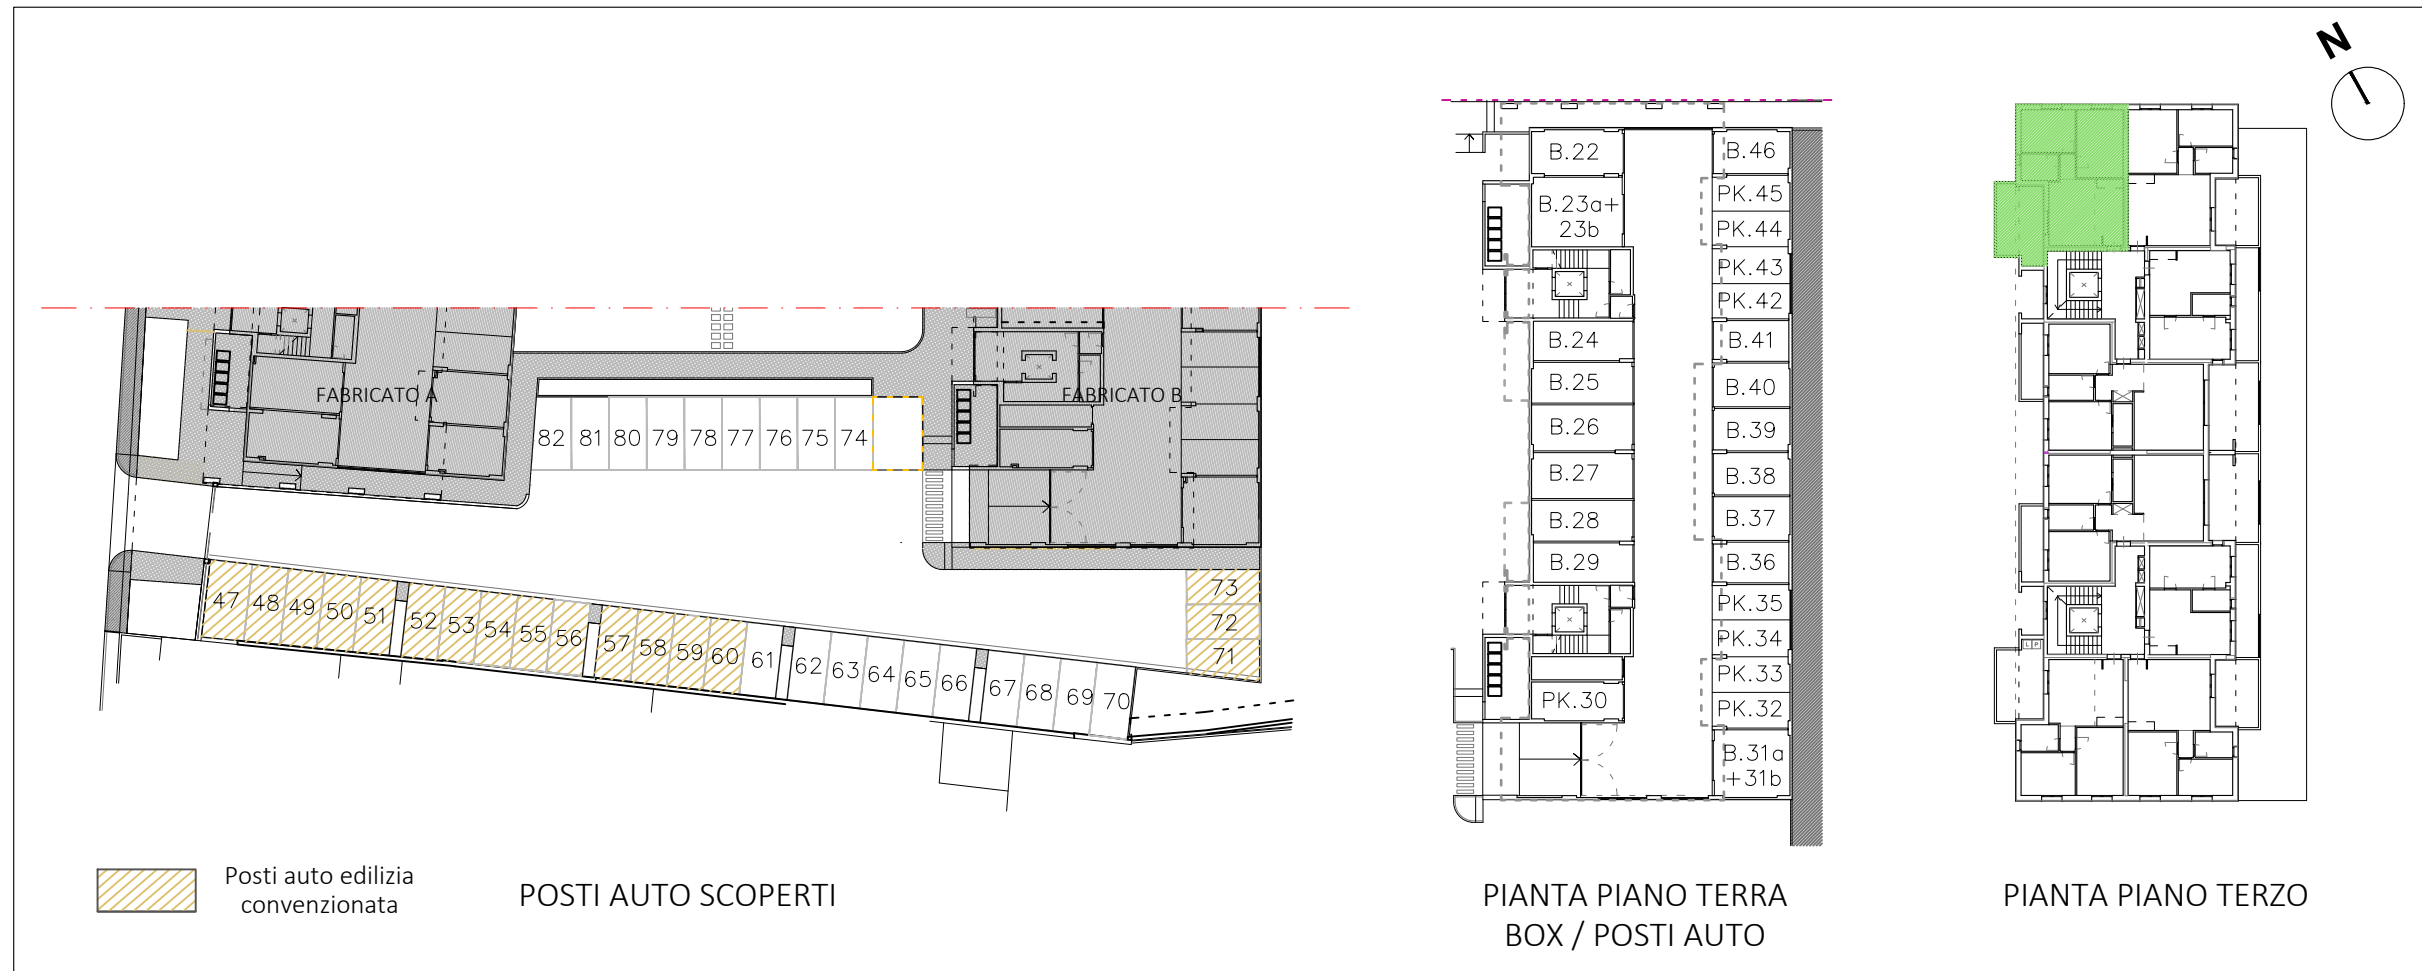 N
FABRICATO A
FABRICATO B
82 81 80 79 78 77 76 75 74
47 48 49 50 51 52 53 54 55 56 57 58 59 60 61 62 63 64 65 66 67 68 69 70
73
72
71
Posti auto edilizia
convenzionata
POSTI AUTO SCOPERTI
B.22
B.23a+
23b
B.24
B.25
B.26
B.27
B.28
B.29
PK.30
B.46
PK.45
PK.44
PK.43
PK.42
B.41
B.40
B.39
B.38
B.37
B.36
PK.35
PK.34
PK.33
PK.32
B.31a
+31b
PIANTA PIANO TERRA
BOX / POSTI AUTO
L P
PIANTA PIANO TERZO